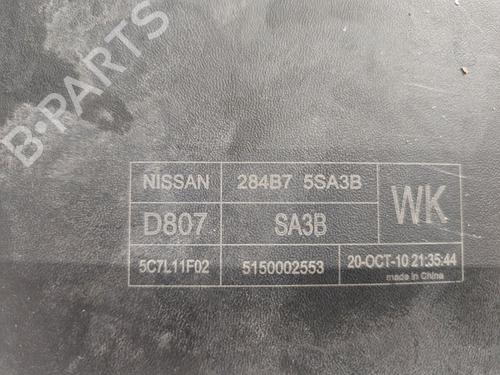 B-PARTS
NISSAN 284B7 5SA3B
WK
D807 SA3B
5C7L11F02 5150002553 20-OCT-10 21:35:44
made in China